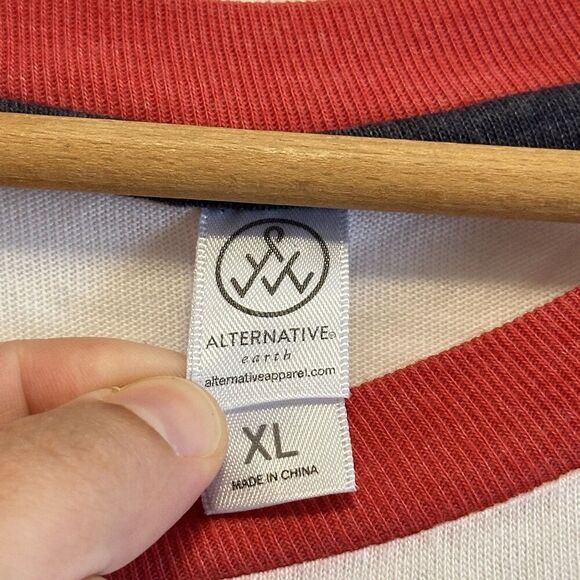 ALTERNATIVE®
earth
alternativeapparel.com
XL
MADE IN CHINA